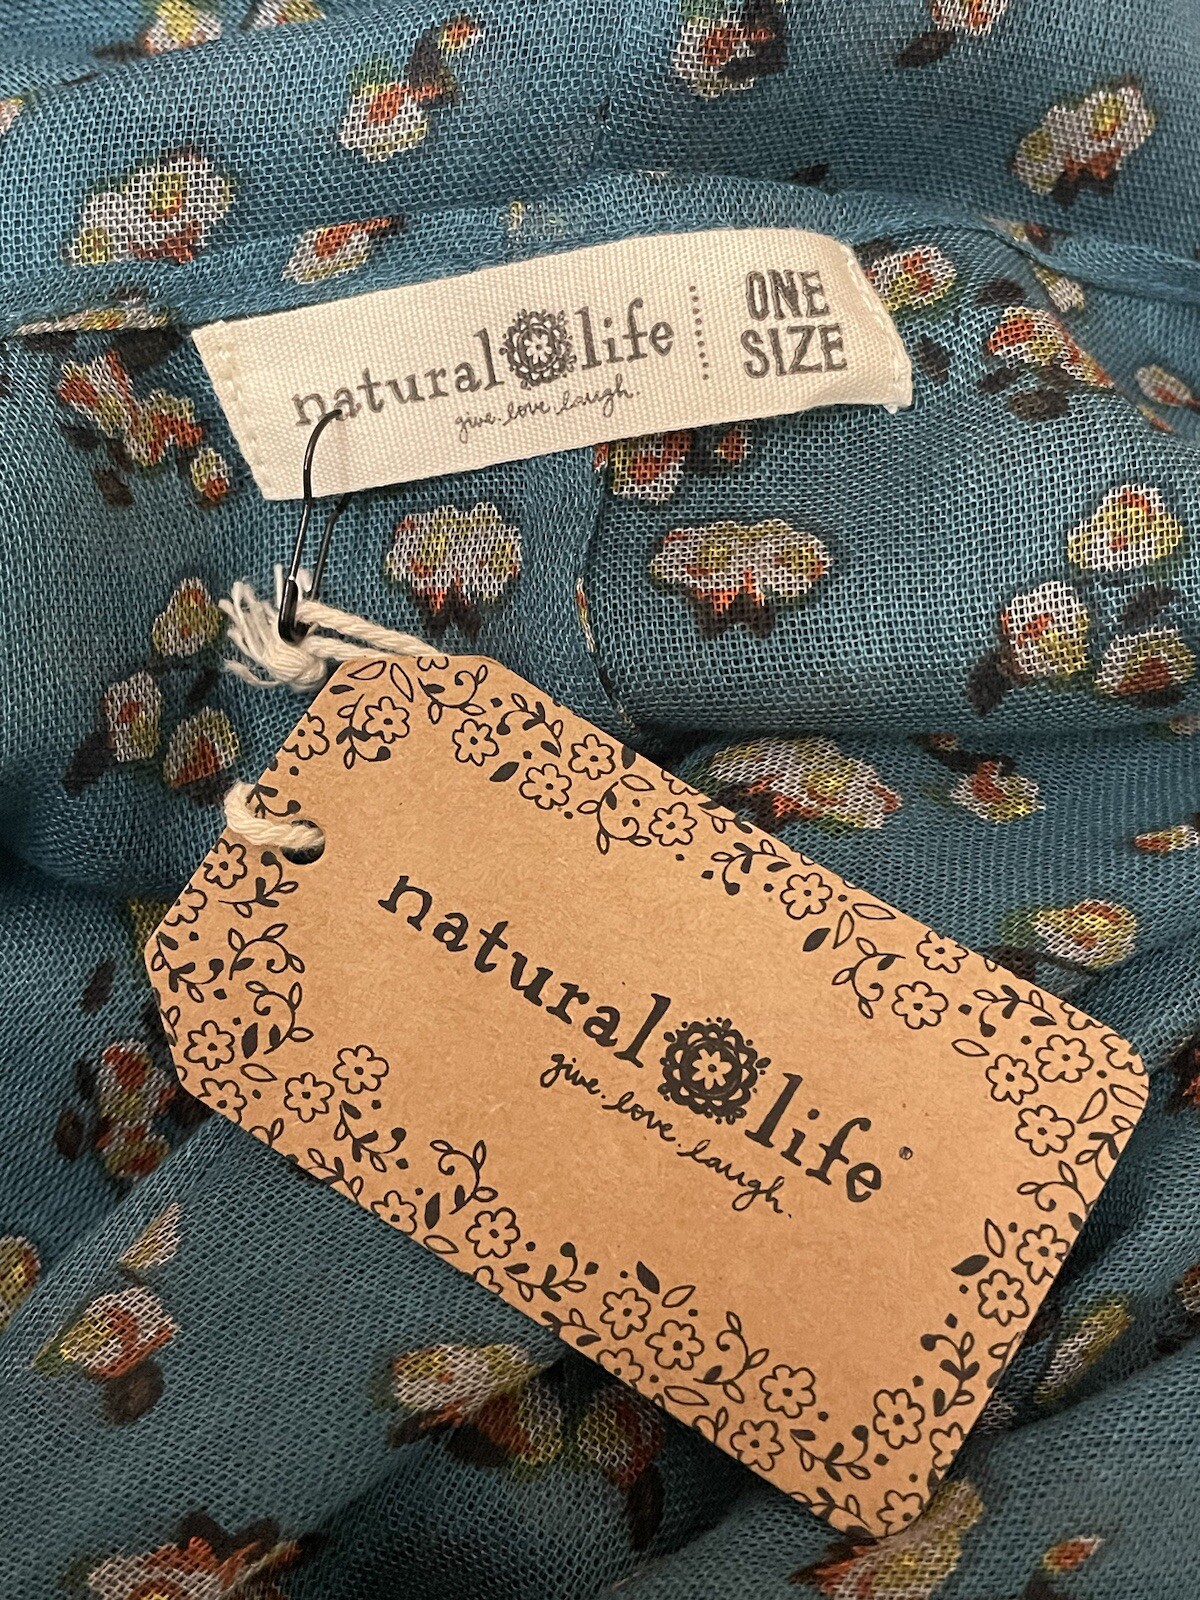 natural life
give. love. laugh.
ONE
SIZE
natural life®
give. love. laugh.